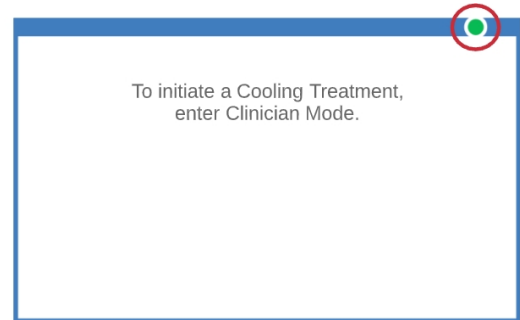 To initiate a Cooling Treatment,
enter Clinician Mode.